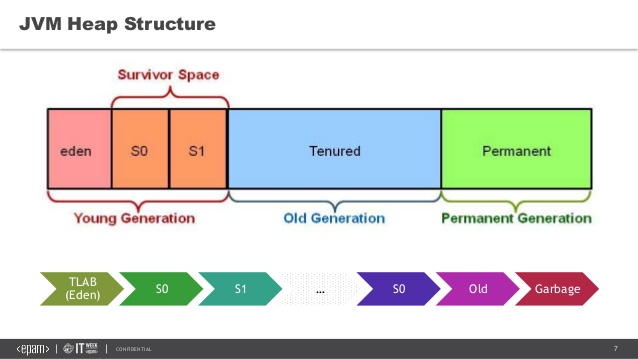 JVM Heap Structure
Survivor Space
eden
S0
S1
Tenured
Permanent
Young Generation
Old Generation
Permanent Generation
TLAB
(Eden)
S0
S1
...
S0
Old
Garbage
<epam>
IT WEEK
CONFIDENTIAL
7